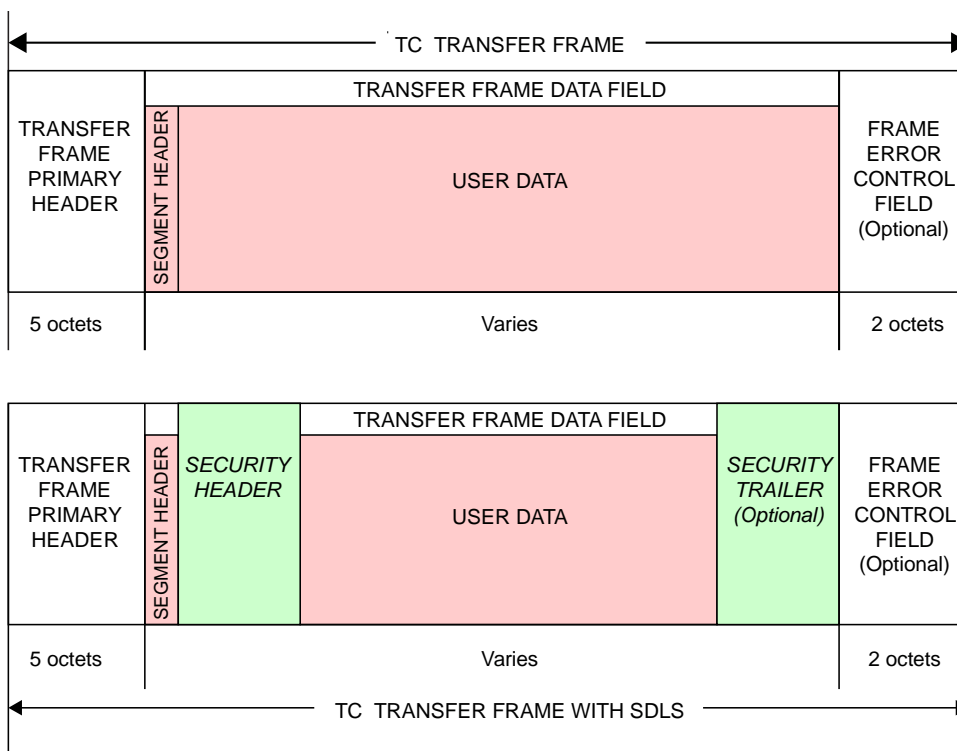 TC TRANSFER FRAME
TRANSFER FRAME DATA FIELD
TRANSFER
FRAME
PRIMARY
HEADER
SEGMENT HEADER
USER DATA
FRAME
ERROR
CONTROL
FIELD
(Optional)
5 octets
Varies
2 octets
TRANSFER FRAME DATA FIELD
TRANSFER
FRAME
PRIMARY
HEADER
SEGMENT HEADER
SECURITY
HEADER
USER DATA
SECURITY
TRAILER
(Optional)
FRAME
ERROR
CONTROL
FIELD
(Optional)
5 octets
Varies
2 octets
TC TRANSFER FRAME WITH SDLS